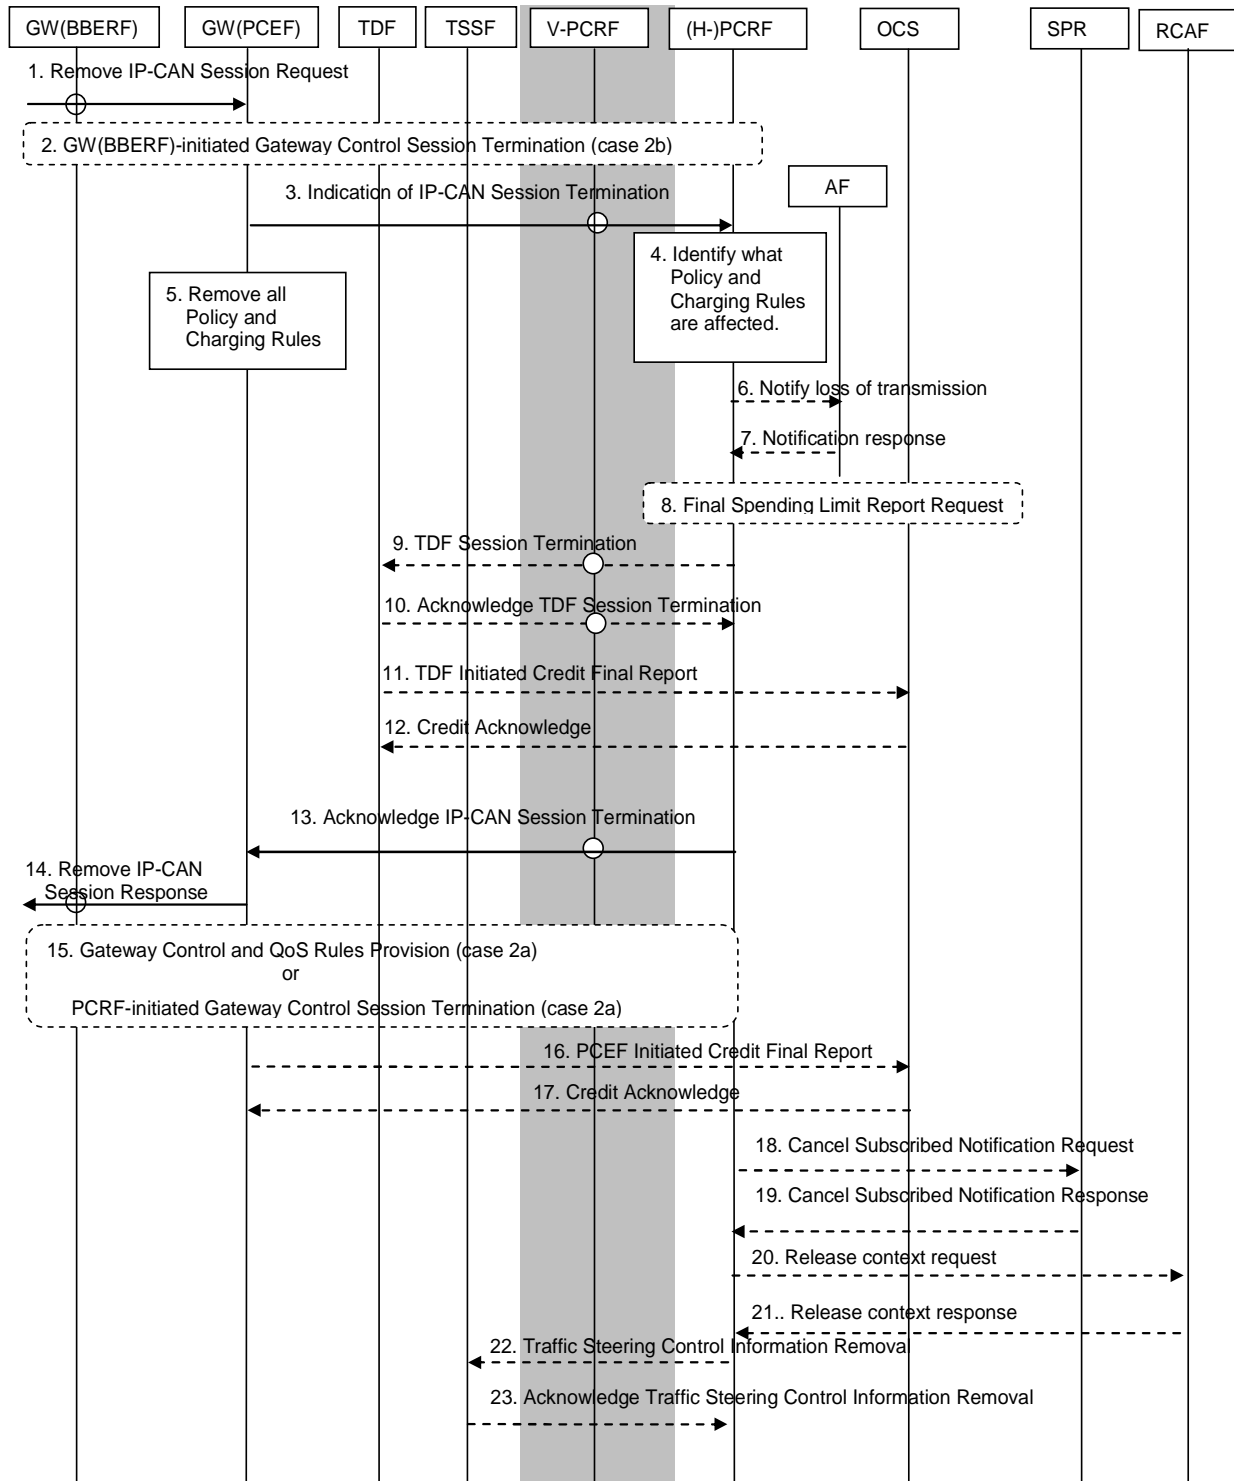 GW(BBERF)
GW(PCEF)
TDF
TSSF
V-PCRF
(H-)PCRF
OCS
SPR
RCAF
1. Remove IP-CAN Session Request
2. GW(BBERF)-initiated Gateway Control Session Termination (case 2b)
3. Indication of IP-CAN Session Termination
AF
4. Identify what
Policy and
Charging Rules
are affected.
5. Remove all
Policy and
Charging Rules
6. Notify loss of transmission
7. Notification response
8. Final Spending Limit Report Request
9. TDF Session Termination
10. Acknowledge TDF Session Termination
11. TDF Initiated Credit Final Report
12. Credit Acknowledge
13. Acknowledge IP-CAN Session Termination
14. Remove IP-CAN
Session Response
15. Gateway Control and QoS Rules Provision (case 2a)
or
PCRF-initiated Gateway Control Session Termination (case 2a)
16. PCEF Initiated Credit Final Report
17. Credit Acknowledge
18. Cancel Subscribed Notification Request
19. Cancel Subscribed Notification Response
20. Release context request
21.. Release context response
22. Traffic Steering Control Information Removal
23. Acknowledge Traffic Steering Control Information Removal